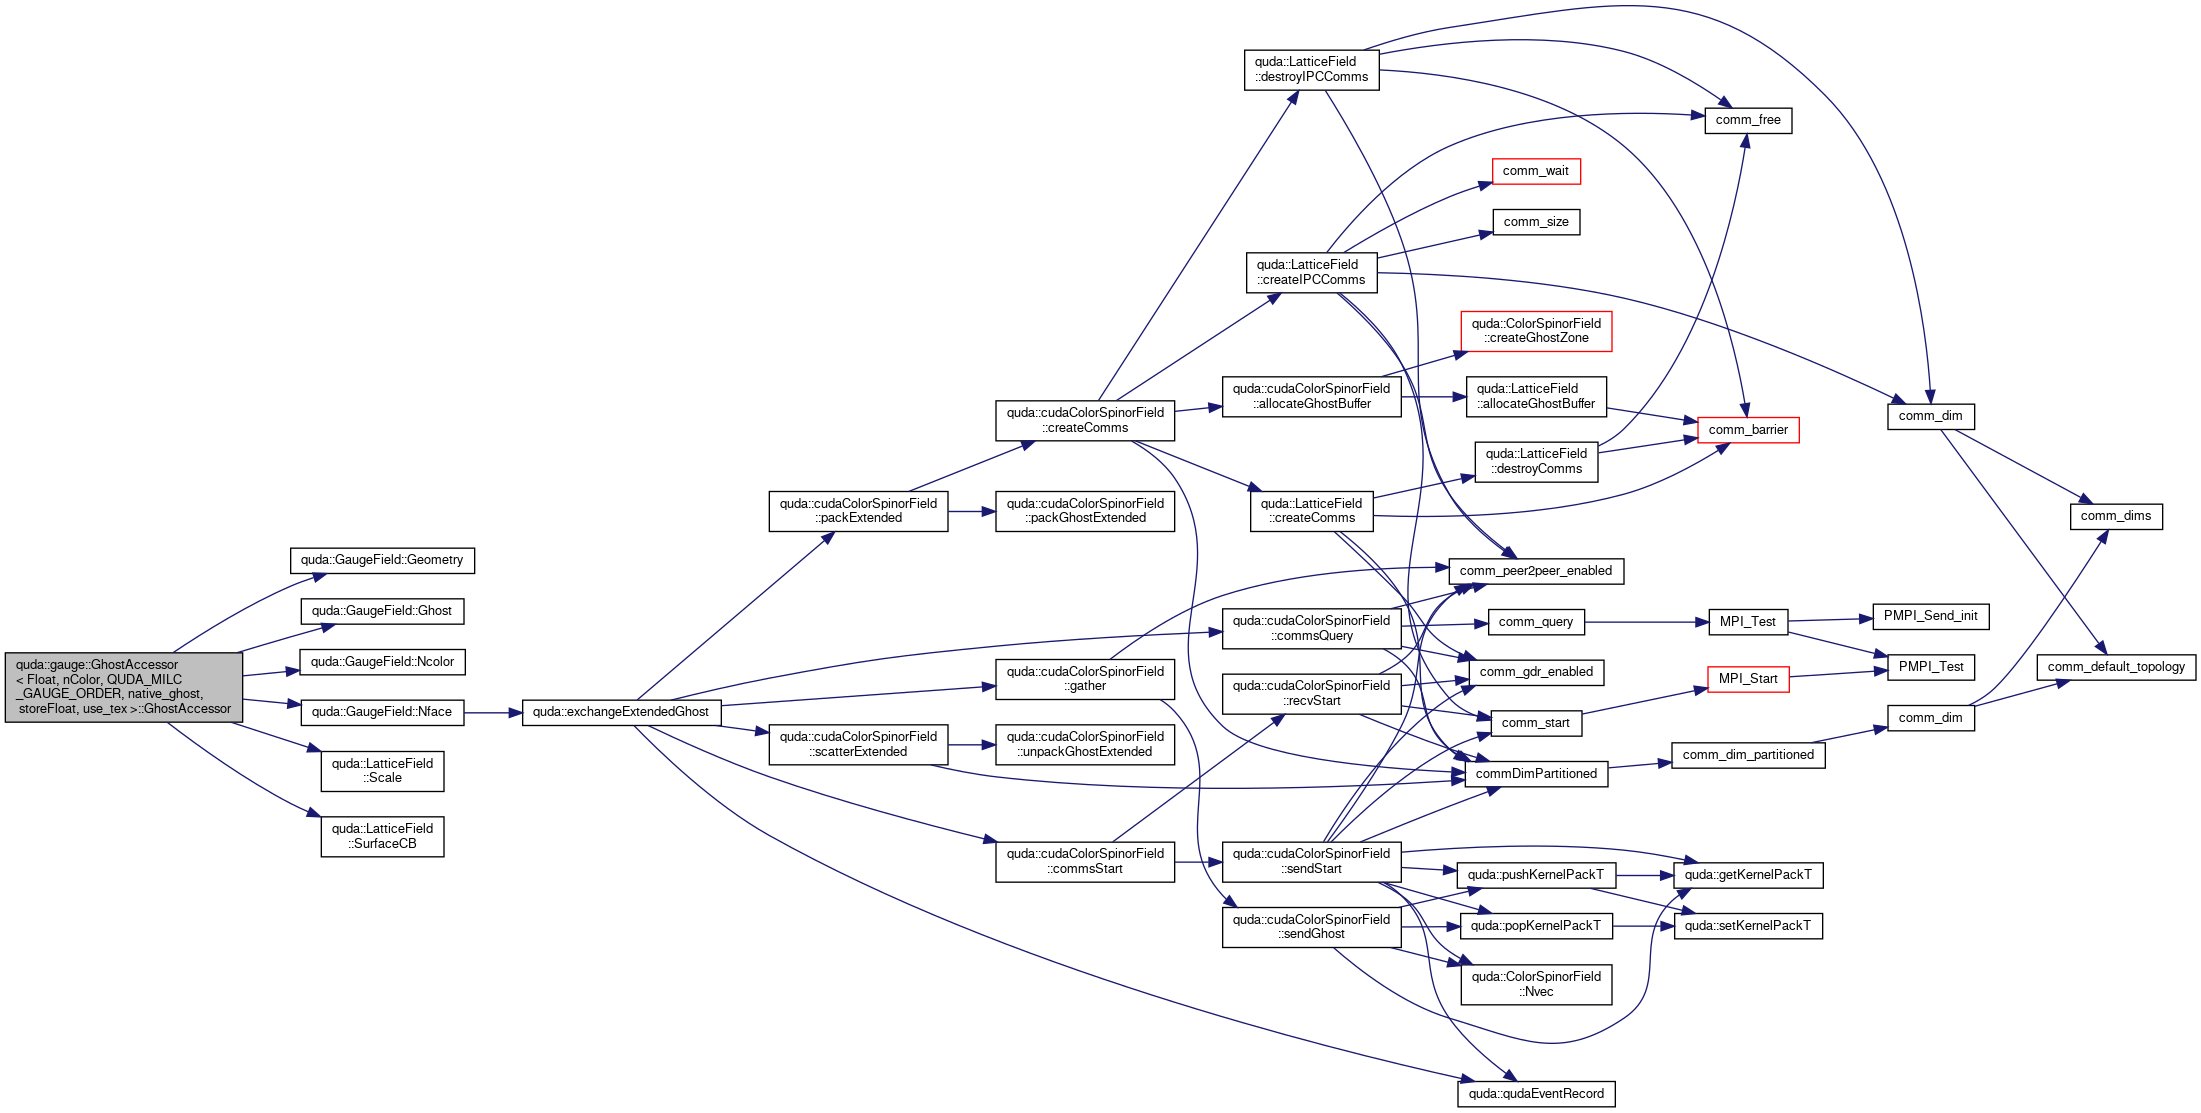 quda::gauge::GhostAccessor
< Float, nColor, QUDA_MILC
_GAUGE_ORDER, native_ghost,
storeFloat, use_tex >::GhostAccessor
quda::GaugeField::Geometry
quda::GaugeField::Ghost
quda::GaugeField::Ncolor
quda::GaugeField::Nface
quda::LatticeField
::Scale
quda::LatticeField
::SurfaceCB
quda::exchangeExtendedGhost
quda::cudaColorSpinorField
::packExtended
quda::cudaColorSpinorField
::scatterExtended
quda::cudaColorSpinorField
::createComms
quda::cudaColorSpinorField
::packGhostExtended
quda::cudaColorSpinorField
::gather
quda::cudaColorSpinorField
::unpackGhostExtended
quda::cudaColorSpinorField
::commsStart
quda::LatticeField
::destroyIPCComms
quda::LatticeField
::createIPCComms
quda::cudaColorSpinorField
::allocateGhostBuffer
quda::LatticeField
::createComms
quda::cudaColorSpinorField
::commsQuery
quda::cudaColorSpinorField
::recvStart
quda::cudaColorSpinorField
::sendStart
quda::cudaColorSpinorField
::sendGhost
comm_wait
comm_size
quda::ColorSpinorField
::createGhostZone
quda::LatticeField
::allocateGhostBuffer
quda::LatticeField
::destroyComms
comm_peer2peer_enabled
comm_query
comm_gdr_enabled
comm_start
commDimPartitioned
quda::pushKernelPackT
quda::popKernelPackT
quda::ColorSpinorField
::Nvec
quda::qudaEventRecord
comm_free
comm_barrier
MPI_Test
MPI_Start
comm_dim_partitioned
quda::getKernelPackT
quda::setKernelPackT
comm_dim
PMPI_Send_init
PMPI_Test
comm_dim
comm_dims
comm_default_topology